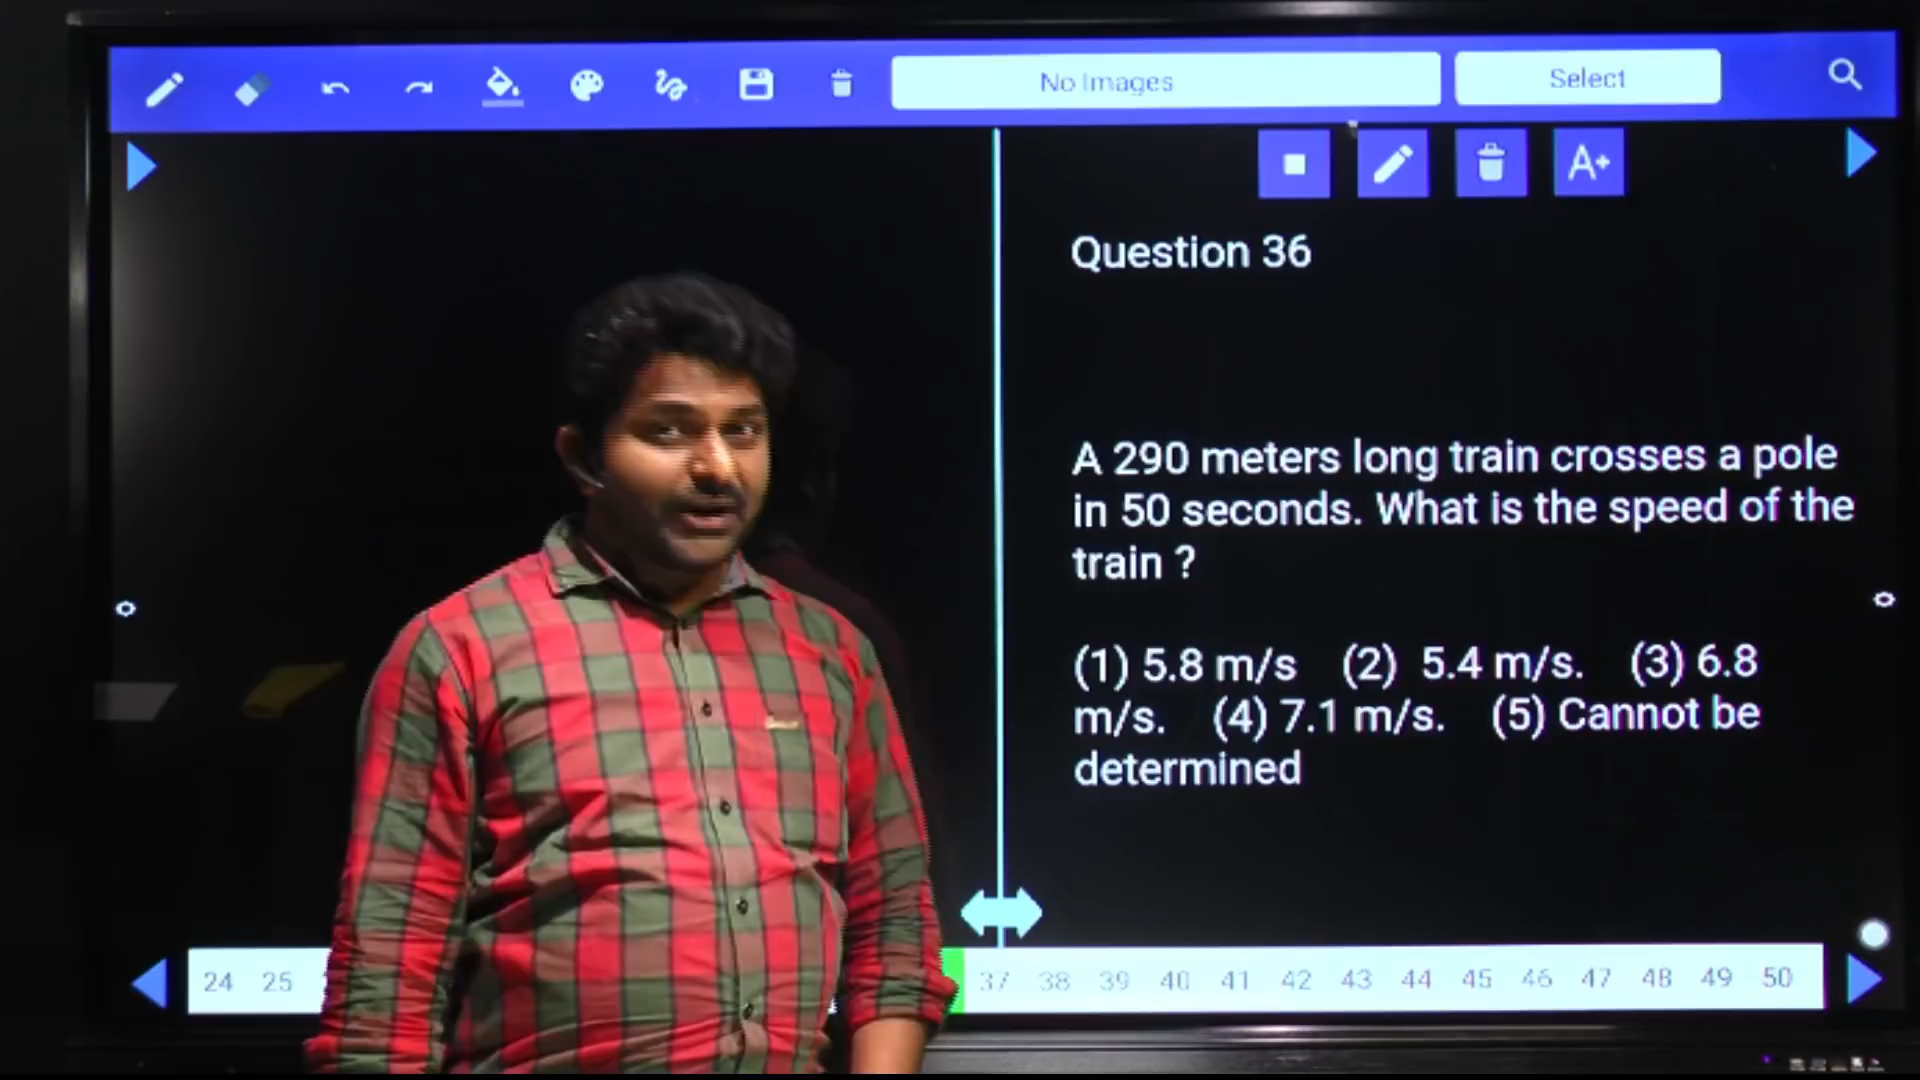 No Images
Select
A+
Question 36
A 290 meters long train crosses a pole
in 50 seconds. What is the speed of the
train ?
(1) 5.8 m/s (2) 5.4 m/s. (3) 6.8
m/s. (4) 7.1 m/s. (5) Cannot be
determined
24 25 37 38 39 40 41 42 43 44 45 46 47 48 49 50